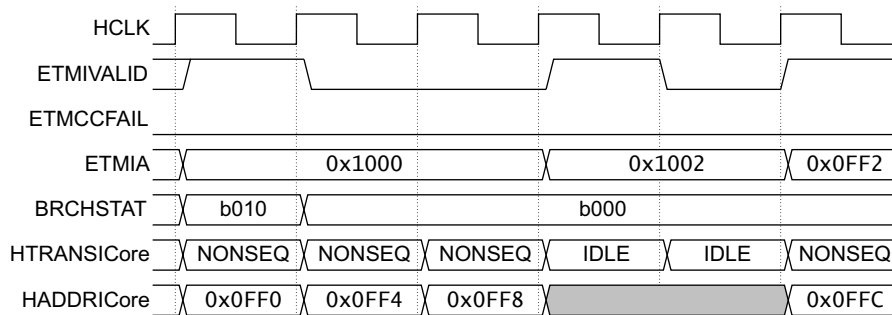 HCLK
ETMIVALID
ETMCCFAIL
ETMIA 0x1000 0x1002 0x0FF2
BRCHSTAT b010 b000
HTRANSICore NONSEQ NONSEQ NONSEQ IDLE IDLE NONSEQ
HADDRICore 0x0FF0 0x0FF4 0x0FF8 0x0FFC